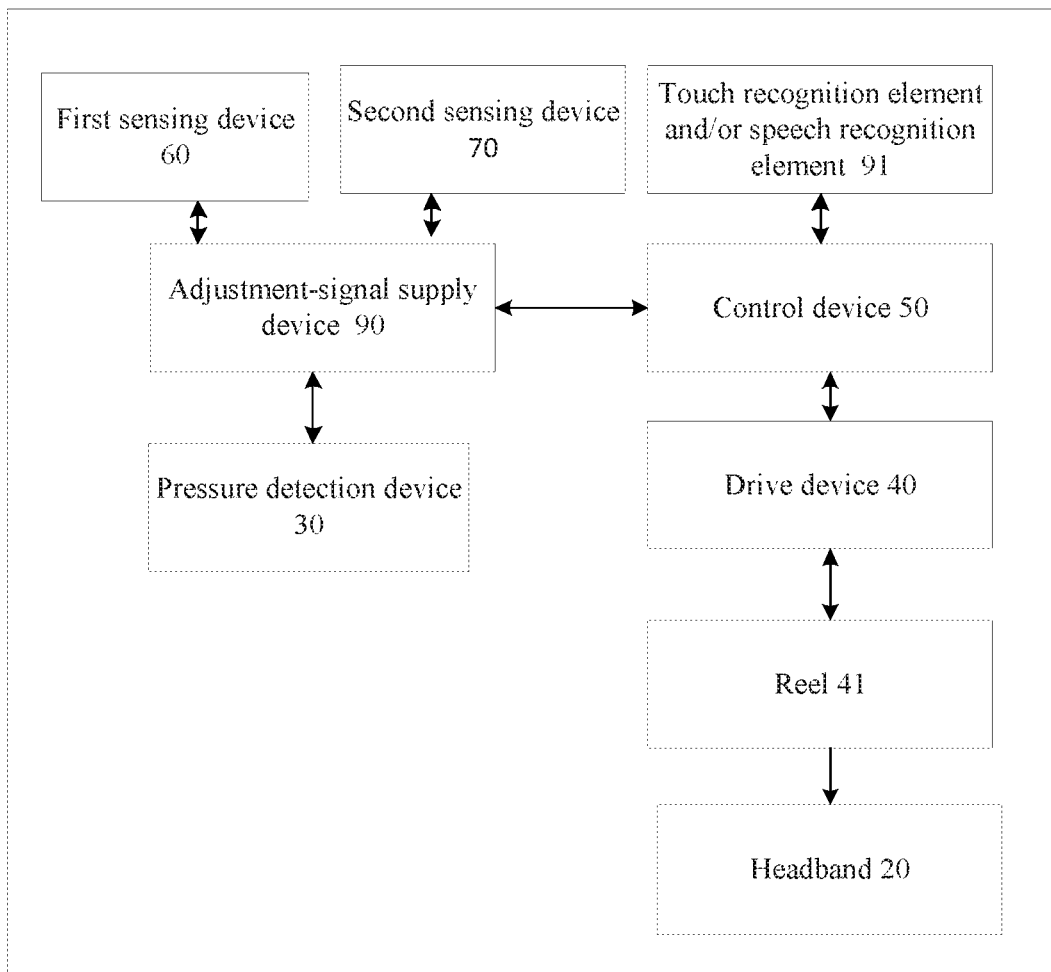 First sensing device
60
Second sensing device
70
Touch recognition element
and/or speech recognition
element 91
Adjustment-signal supply
device 90
Control device 50
Pressure detection device
30
Drive device 40
Reel 41
Headband 20